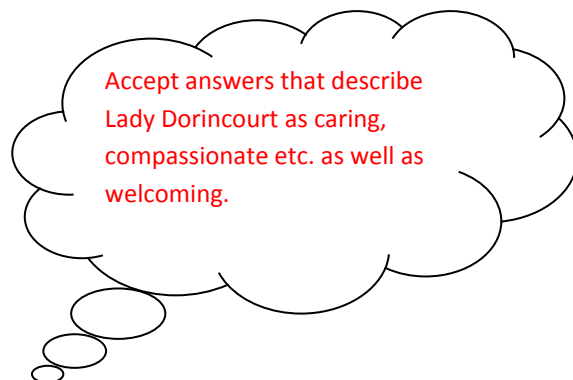 Accept answers that describe
Lady Dorincourt as caring,
compassionate etc. as well as
welcoming.